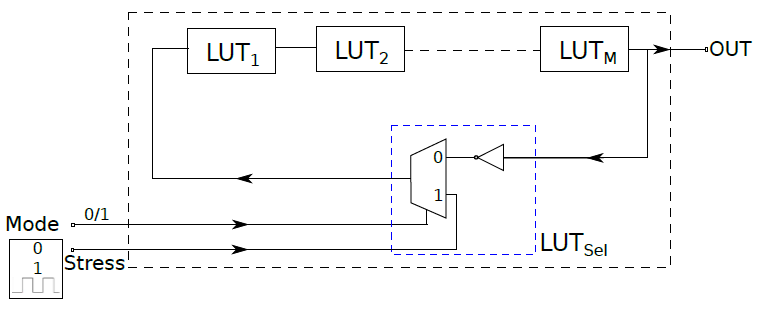 LUT1 LUT2 LUTM OUT
0
1
0/1
Mode
0
1
Stress
LUTSel